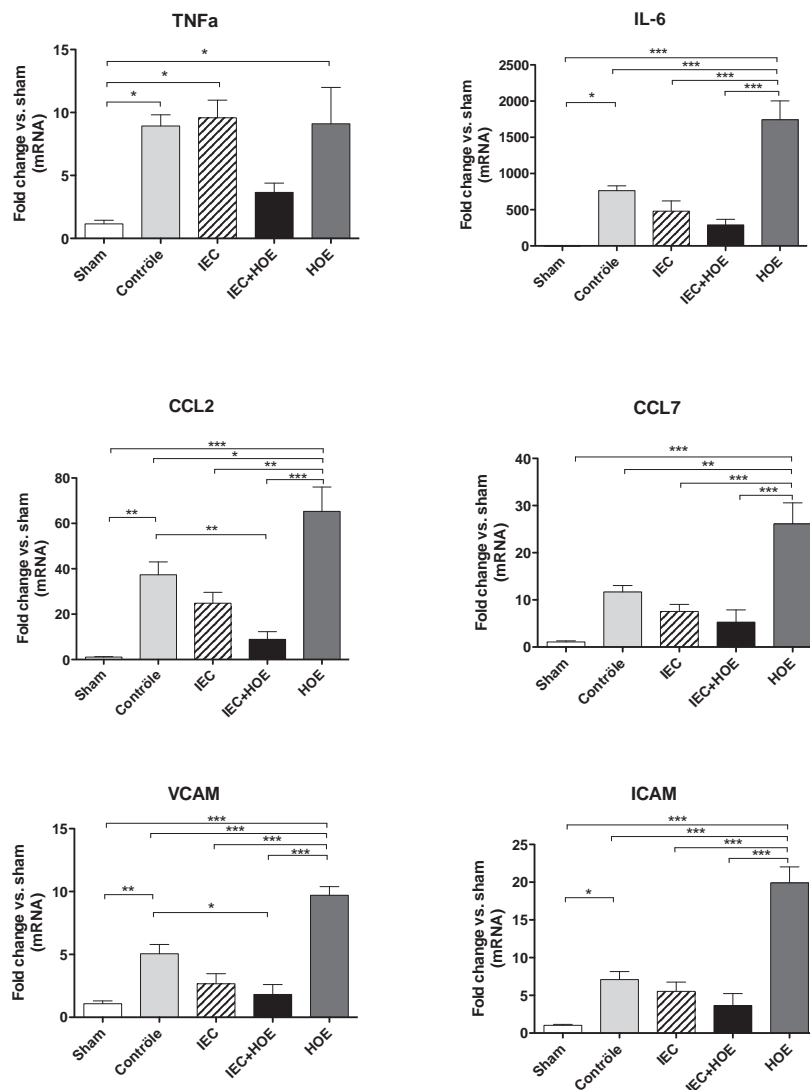 TNFa
Fold change vs. sham
(mRNA)
15
10
5
0
*
*
*
Sham
Contrôle
IEC
IEC+HOE
HOE
IL-6
Fold change vs. sham
(mRNA)
2500
2000
1500
1000
500
0
***
***
***
***
*
Sham
Contrôle
IEC
IEC+HOE
HOE
CCL2
Fold change vs. sham
(mRNA)
80
60
40
20
0
***
*
**
***
**
**
Sham
Contrôle
IEC
IEC+HOE
HOE
CCL7
Fold change vs. sham
(mRNA)
40
30
20
10
0
***
**
***
***
Sham
Contrôle
IEC
IEC+HOE
HOE
VCAM
Fold change vs. sham
(mRNA)
15
10
5
0
***
***
***
***
**
*
Sham
Contrôle
IEC
IEC+HOE
HOE
ICAM
Fold change vs. sham
(mRNA)
25
20
15
10
5
0
***
***
***
***
*
Sham
Contrôle
IEC
IEC+HOE
HOE